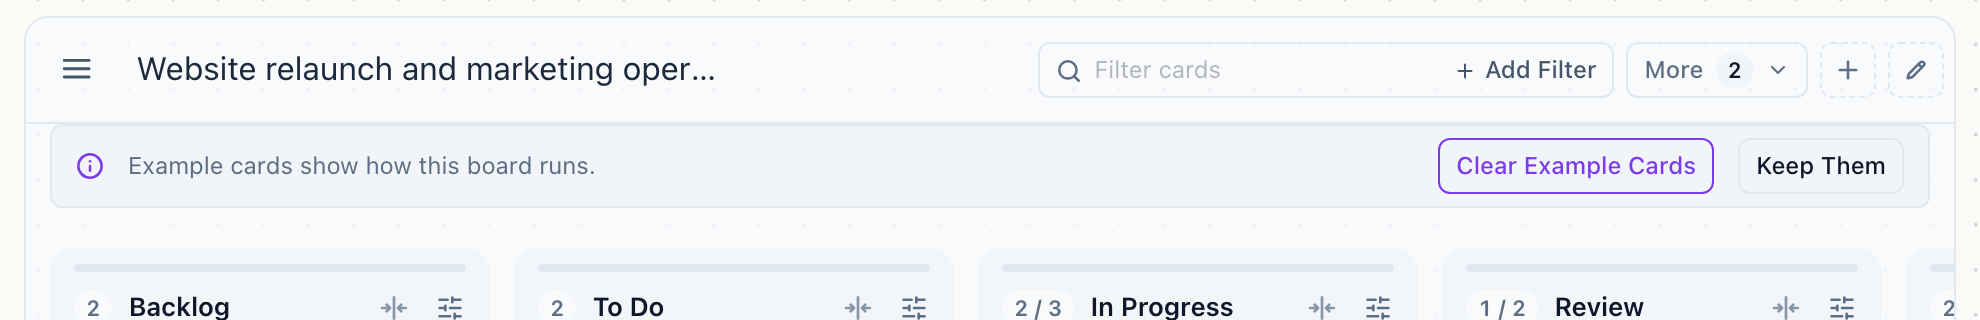 Website relaunch and marketing oper...
Filter cards
+ Add Filter
More 2
Example cards show how this board runs.
Clear Example Cards
Keep Them
2 Backlog
2 To Do
2 / 3 In Progress
1 / 2 Review
2